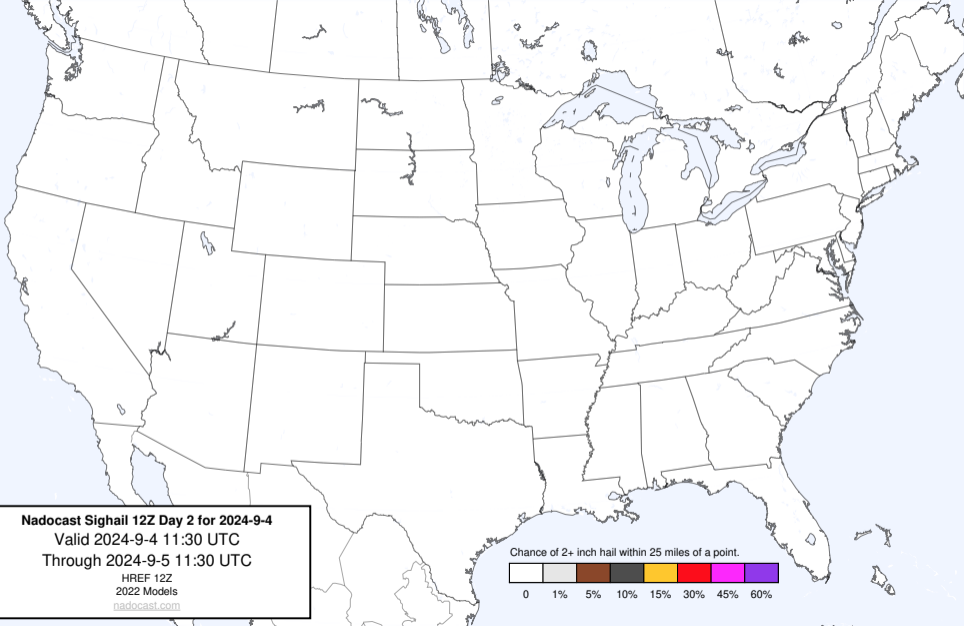 Nadocast Sighail 12Z Day 2 for 2024-9-4
Valid 2024-9-4 11:30 UTC
Through 2024-9-5 11:30 UTC
HREF 12Z
2022 Models
nadocast.com
Chance of 2+ inch hail within 25 miles of a point.
0 1% 5% 10% 15% 30% 45% 60%